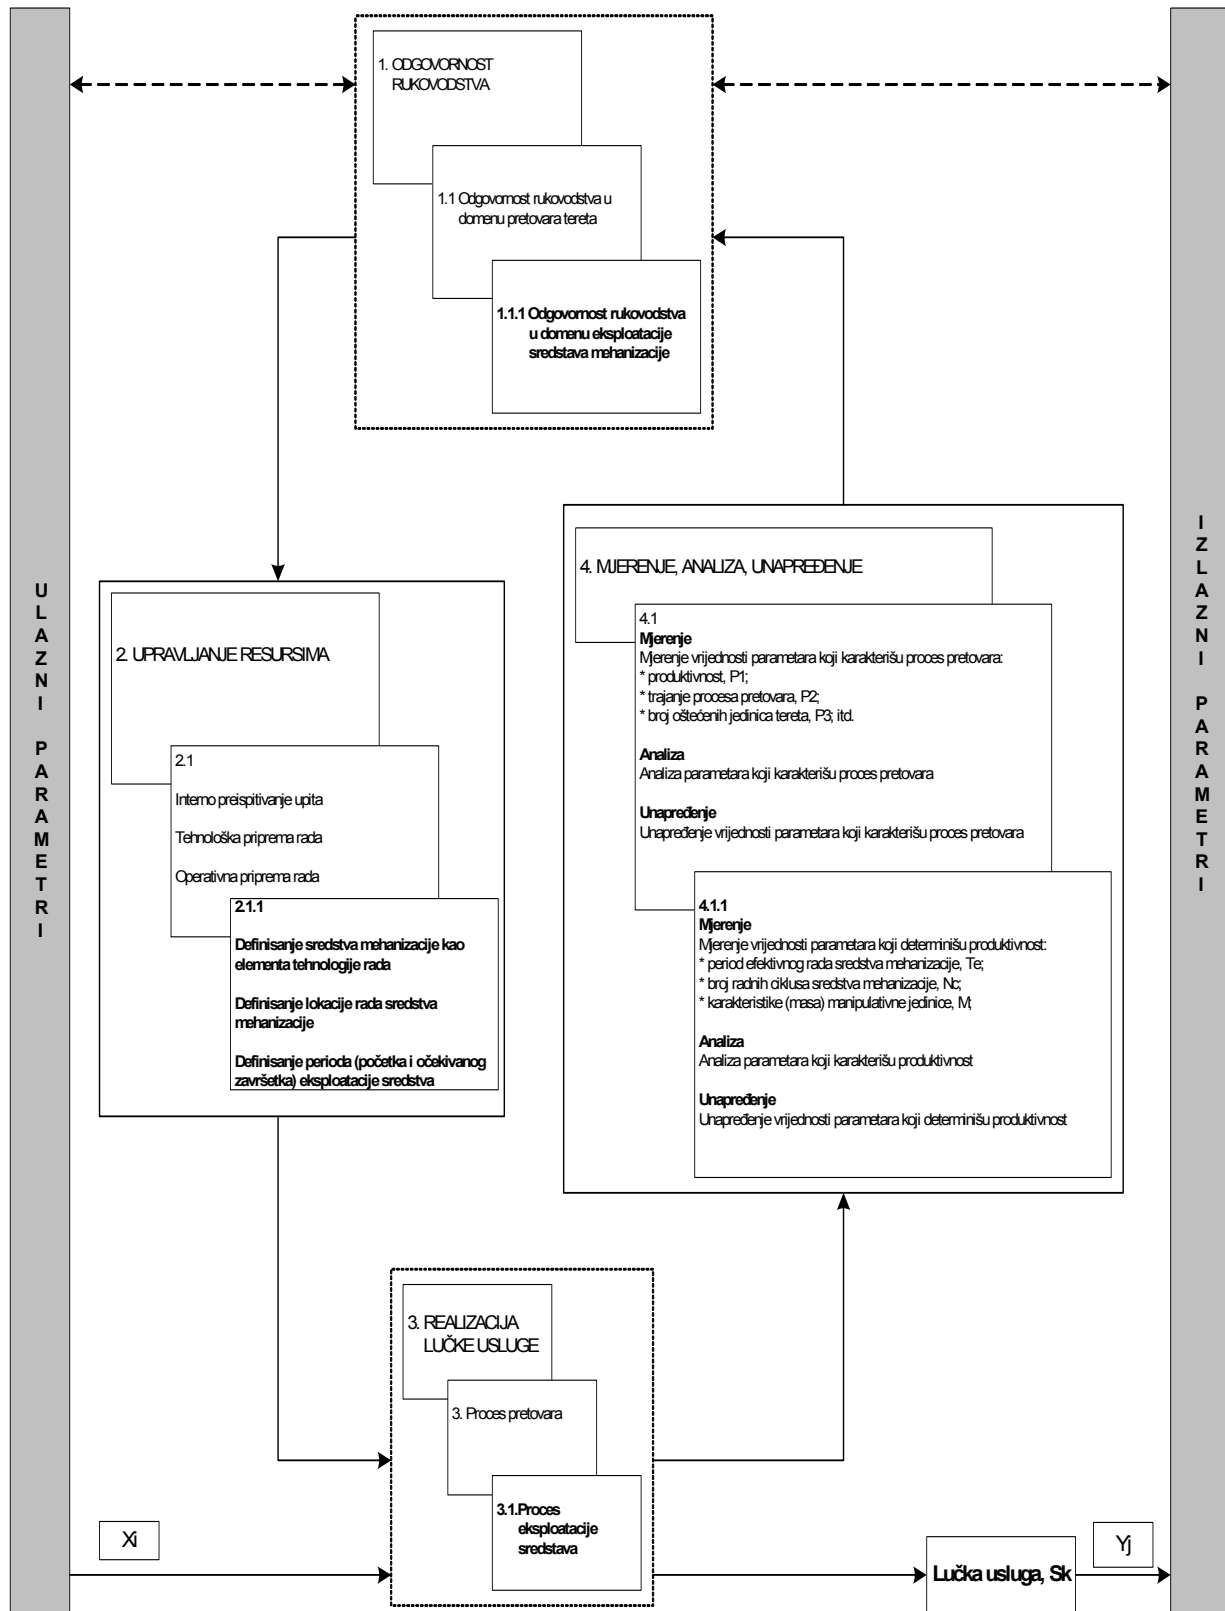 1. ODGOVORNOST
RUKOVODSTVA
1.1 Odgovornost rukovodstva u
domenu pretovara tereta
1.1.1 Odgovornost rukovodstva
u domenu eksploatacije
sredstava mehanizacije
ULAZNI PARAMETRI
2. UPRAVLJANJE RESURSIMA
2.1
Interno preispitivanje upita
Tehnološka priprema rada
Operativna priprema rada
2.1.1
Definisanje sredstva mehanizacije kao
elementa tehnologije rada
Definisanje lokacije rada sredstva
mehanizacije
Definisanje perioda (početka i očekivanog
završetka) eksploatacije sredstva
4. MJERENJE, ANALIZA, UNAPREĐENJE
4.1
Mjerenje
Mjerenje vrijednosti parametara koji karakterišu proces pretovara:
* produktivnost, P1;
* trajanje procesa pretovara, P2;
* broj oštećenih jedinica tereta, P3; itd.
Analiza
Analiza parametara koji karakterišu proces pretovara
Unapređenje
Unapređenje vrijednosti parametara koji karakterišu proces pretovara
4.1.1
Mjerenje
Mjerenje vrijednosti parametara koji determinišu produktivnost:
* period efektivnog rada sredstva mehanizacije, Te;
* broj radnih ciklusa sredstva mehanizacije, Nc;
* karakteristike (masa) manipulativne jedinice, M;
Analiza
Analiza parametara koji karakterišu produktivnost
Unapređenje
Unapređenje vrijednosti parametara koji determinišu produktivnost
IZLAZNI PARAMETRI
3. REALIZACIJA
LUČKE USLUGE
3. Proces pretovara
3.1.Proces
eksploatacije
sredstava
Xi
Lučka usluga, Sk
Yj